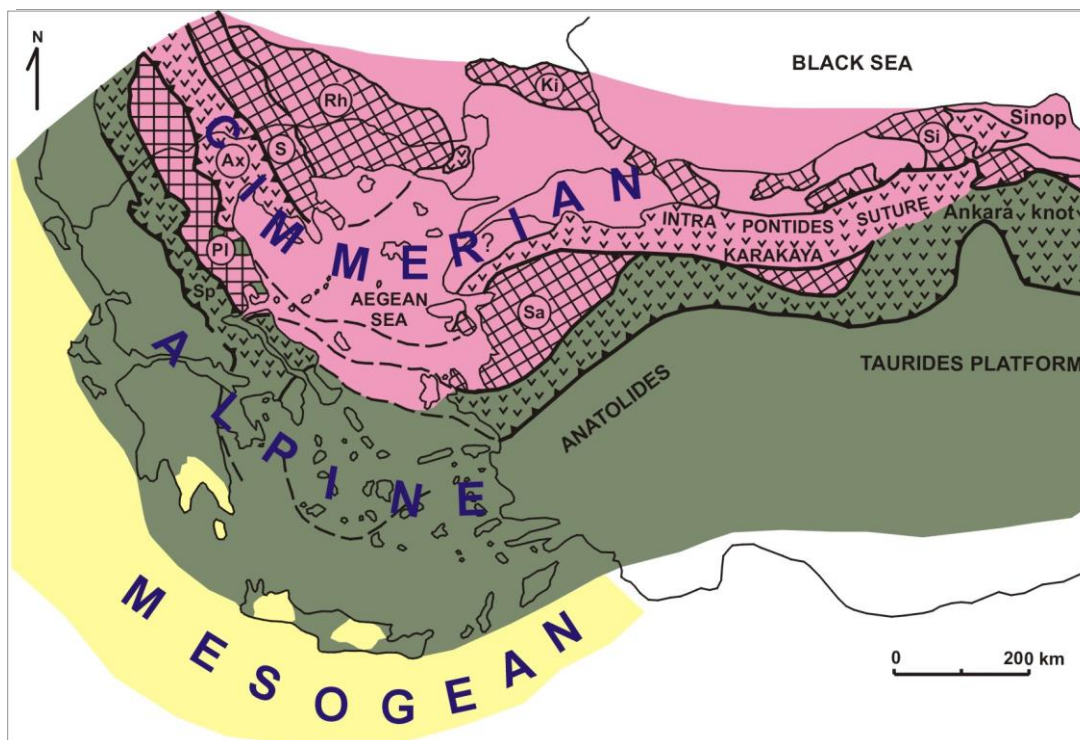 N
BLACK SEA
Ki
Rh
Sinop
Si
S
Ax
CIMMERIAN
INTRA PONTIDES SUTURE
Ankara knot
KARAKAYA
?
Pl
Sp
AEGEAN
SEA
Sa
TAURIDES PLATFORM
ANATOLIDES
ALPINE
MESOGEAN
0 200 km